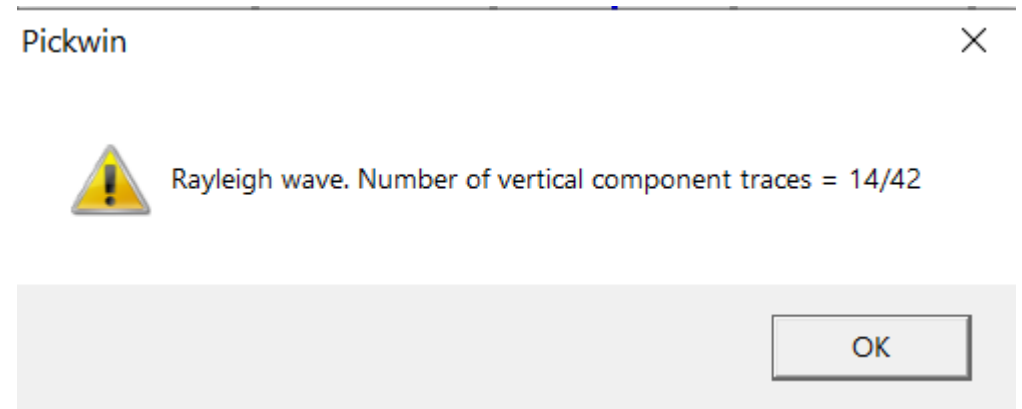 Pickwin
Rayleigh wave. Number of vertical component traces = 14/42
OK